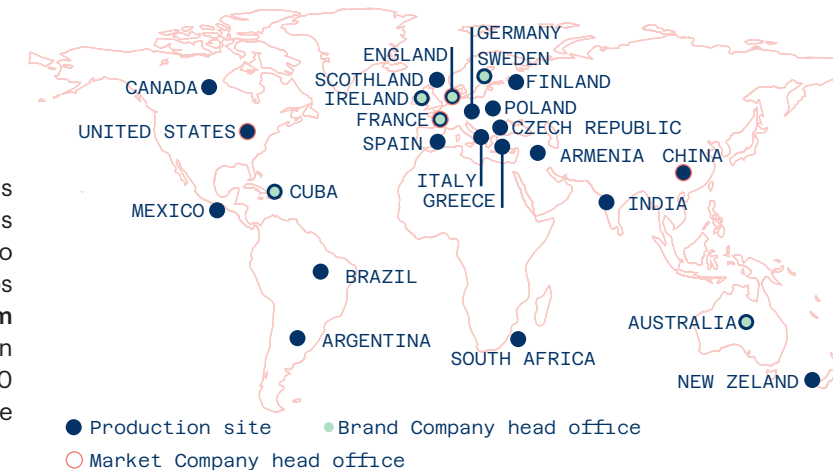 GERMANY
ENGLAND
SWEDEN
CANADA
SCOTHLAND
FINLAND
IRELAND
POLAND
UNITED STATES
FRANCE
CZECH REPUBLIC
SPAIN
ARMENIA
CHINA
ITALY
s
CUBA
GREECE
INDIA
s
MEXICO
o
BRAZIL
s
m
AUSTRALIA
n
ARGENTINA
SOUTH AFRICA
0
NEW ZELAND
e
Production site
Brand Company head office
Market Company head office